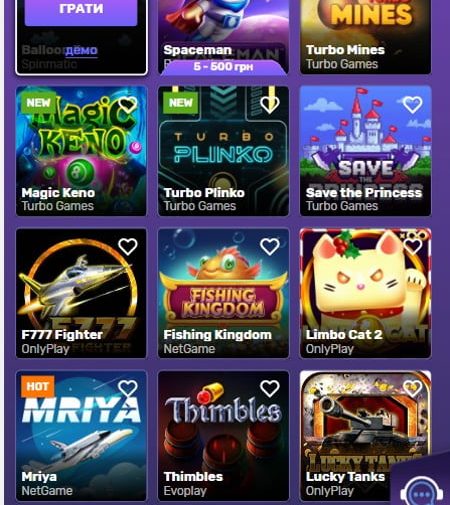 ГРАТИ
демо
Balloon
Spinmatic
Spaceman
5 - 500 грн
MINES
Turbo Mines
Turbo Games
NEW
Magic
KENO
8
Magic Keno
Turbo Games
NEW
TURBO
PLINKO
Turbo Plinko
Turbo Games
SAVE
THE
PRINCESS
Save the Princess
Turbo Games
F777
FIGHTER
F777 Fighter
OnlyPlay
FISHING
KINGDOM
Fishing Kingdom
NetGame
CAT
Limbo Cat 2
OnlyPlay
HOT
MRIYA
Mriya
NetGame
Thimbles
Thimbles
Evoplay
LUCKY TANKS
Lucky Tanks
OnlyPlay